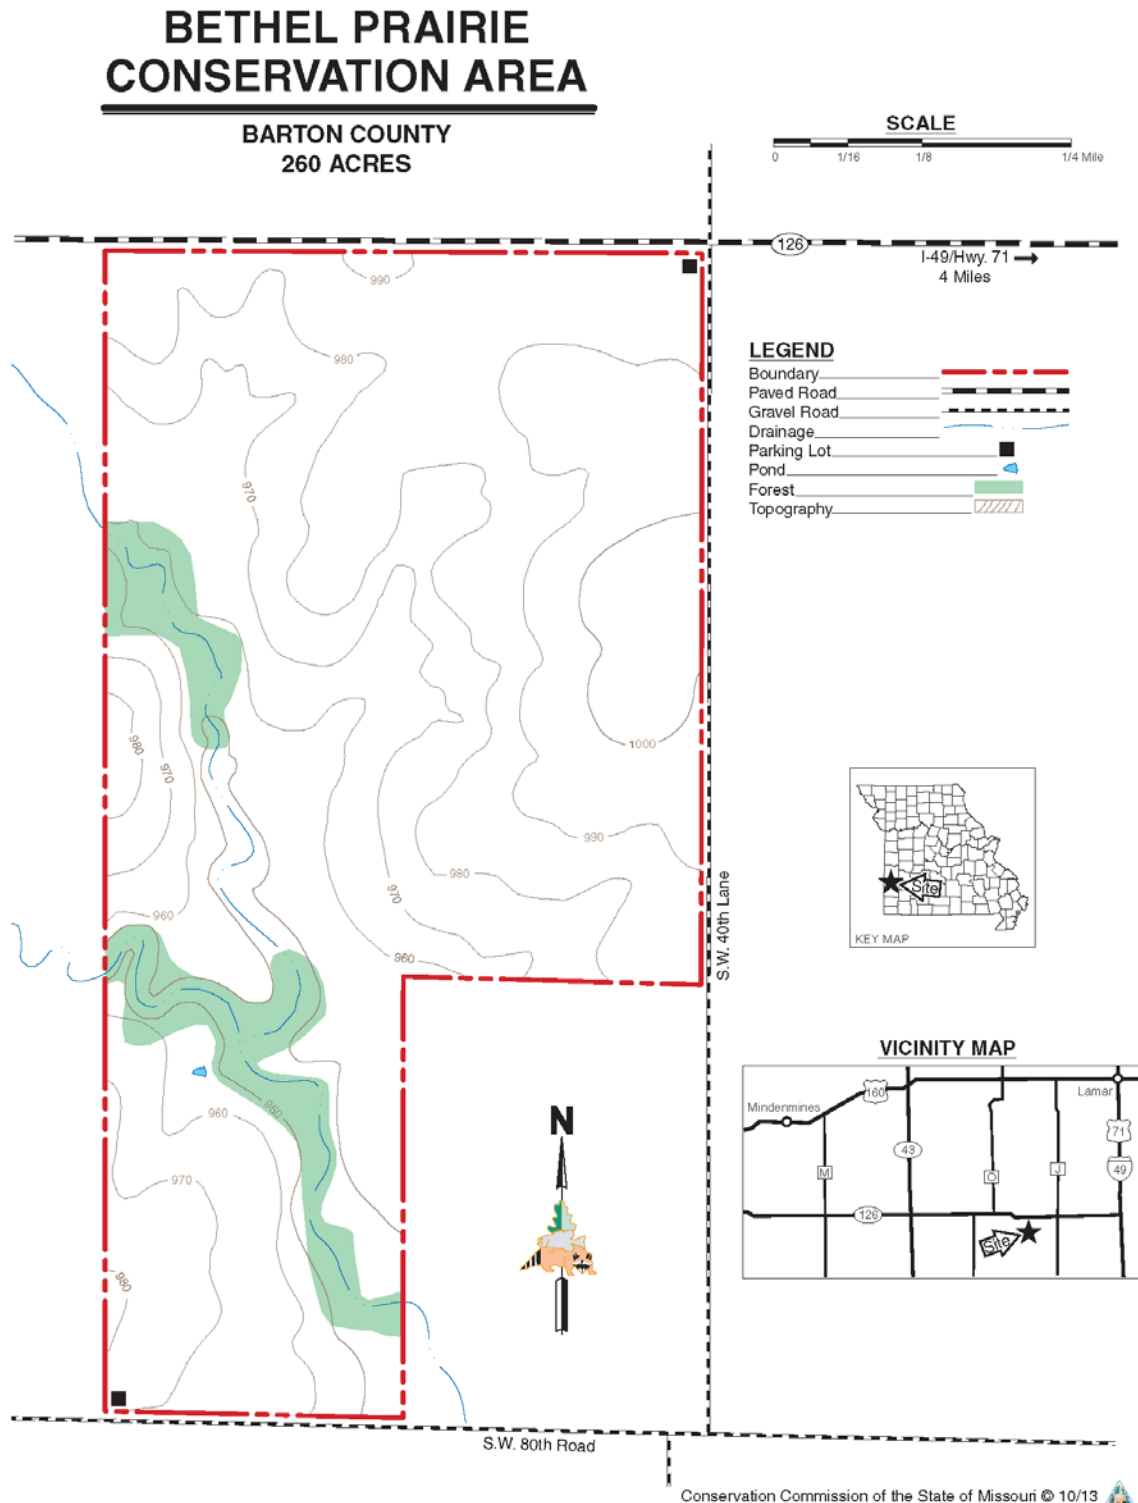 BETHEL PRAIRIE
CONSERVATION AREA
BARTON COUNTY
260 ACRES
SCALE
0 1/16 1/8 1/4 Mile
126
I-49/Hwy. 71
4 Miles
LEGEND
Boundary
Paved Road
Gravel Road
Drainage
Parking Lot
Pond
Forest
Topography
990
980
970
1000
980
970
990
980
970
960
960
S.W. 40th Lane
Site
KEY MAP
VICINITY MAP
160
Lamar
Mindenmines
71
43
M
O
J
49
126
Site
960
970
980
N
S.W. 80th Road
Conservation Commission of the State of Missouri © 10/13